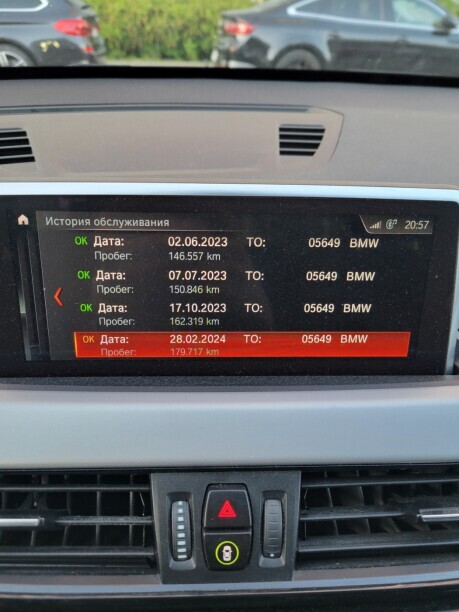 История обслуживания 20:57
OK Дата: 02.06.2023 ТО: 05649 BMW
Пробег: 146.557 km
OK Дата: 07.07.2023 ТО: 05649 BMW
Пробег: 150.846 km
OK Дата: 17.10.2023 ТО: 05649 BMW
Пробег: 162.319 km
OK Дата: 28.02.2024 ТО: 05649 BMW
Пробег: 179.717 km